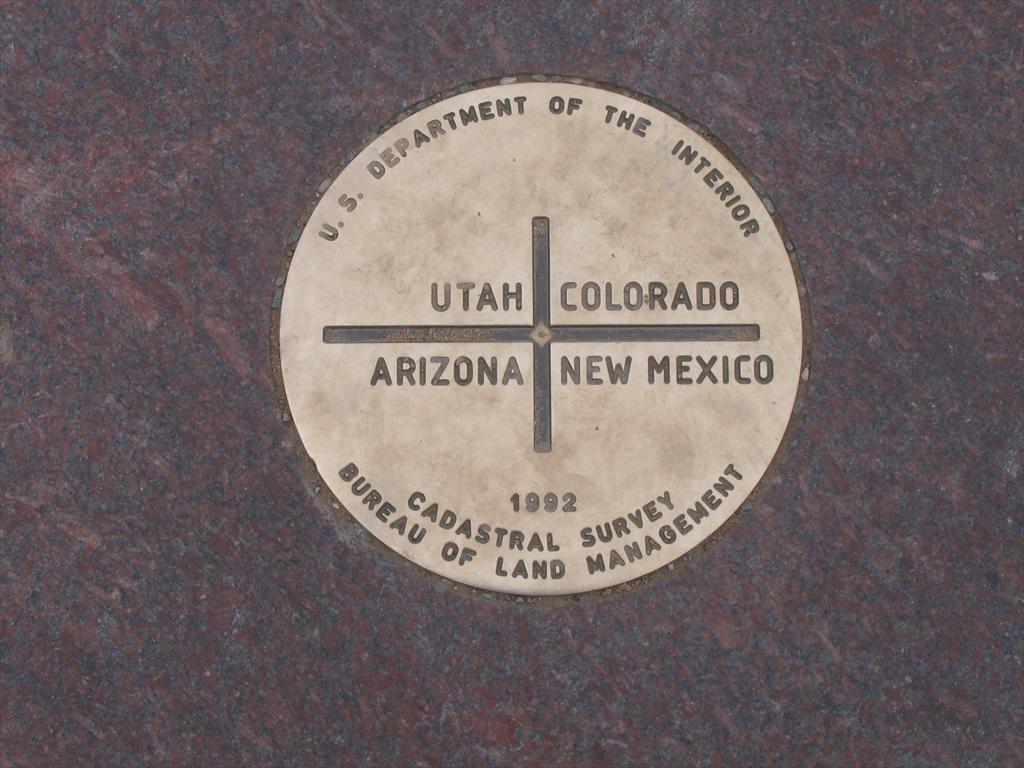 U. S. DEPARTMENT OF THE INTERIOR
UTAH COLORADO
ARIZONA NEW MEXICO
1992
CADASTRAL SURVEY
BUREAU OF LAND MANAGEMENT